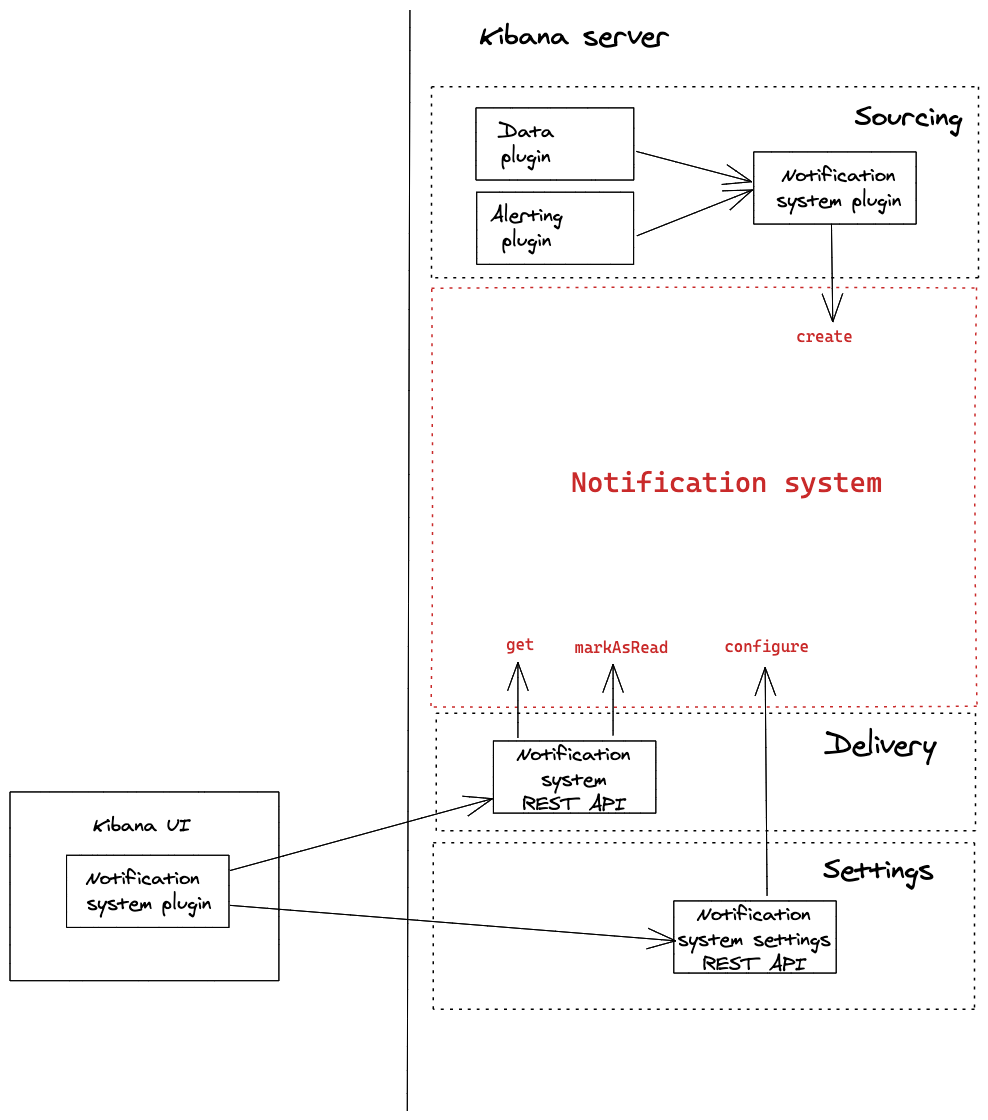 Kibana server
Sourcing
Data
plugin
Notification
system plugin
Alerting
plugin
create
Notification system
get
markAsRead
configure
Delivery
Notification
system
REST API
Kibana UI
Notification
system plugin
Settings
Notification
system settings
REST API